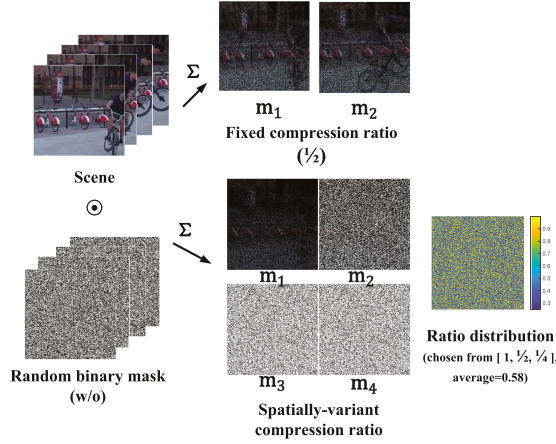 Σ
m₁
m₂
Fixed compression ratio
(½)
Scene
⊙
Σ
m₁
m₂
m₃
m₄
Random binary mask
(w/o)
Spatially-variant
compression ratio
0.9
0.8
0.7
0.6
0.5
0.4
0.3
Ratio distribution
(chosen from [ 1, ½, ¼ ],
average=0.58)